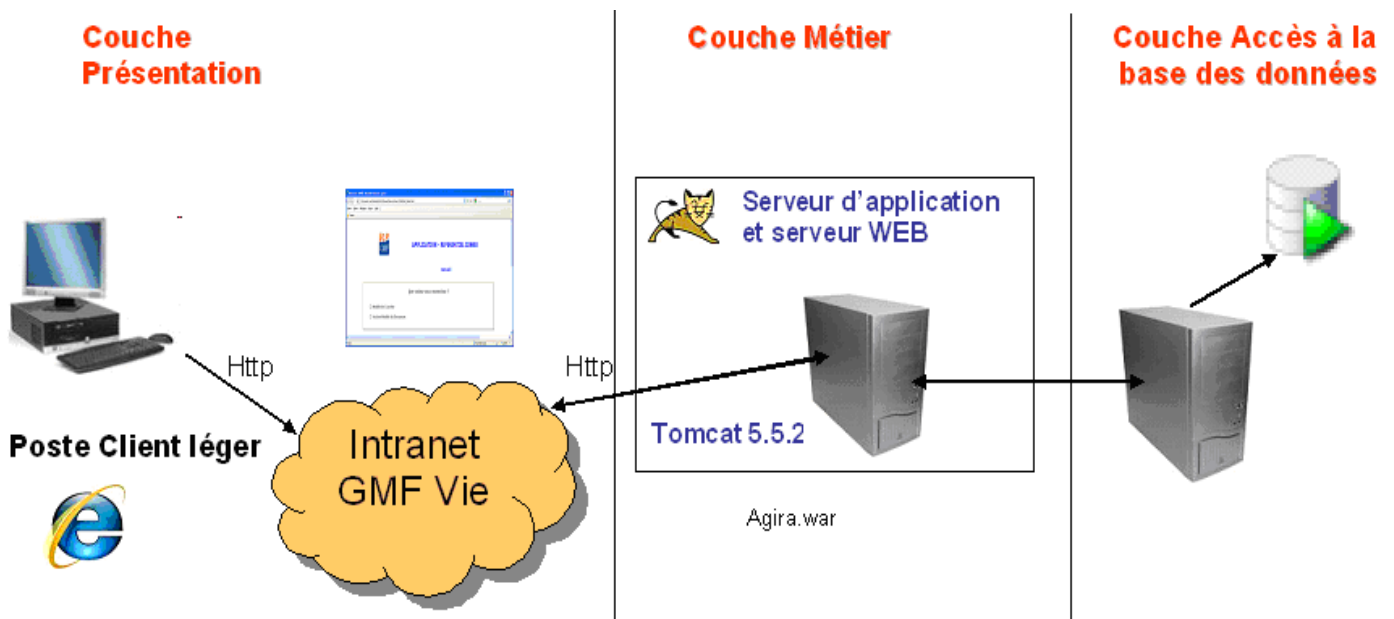 Couche
Présentation
Couche Métier
Couche Accès à la
base des données
Serveur d'application
et serveur WEB
Http
Http
Poste Client léger
Intranet
GMF Vie
Tomcat 5.5.2
Agira.war